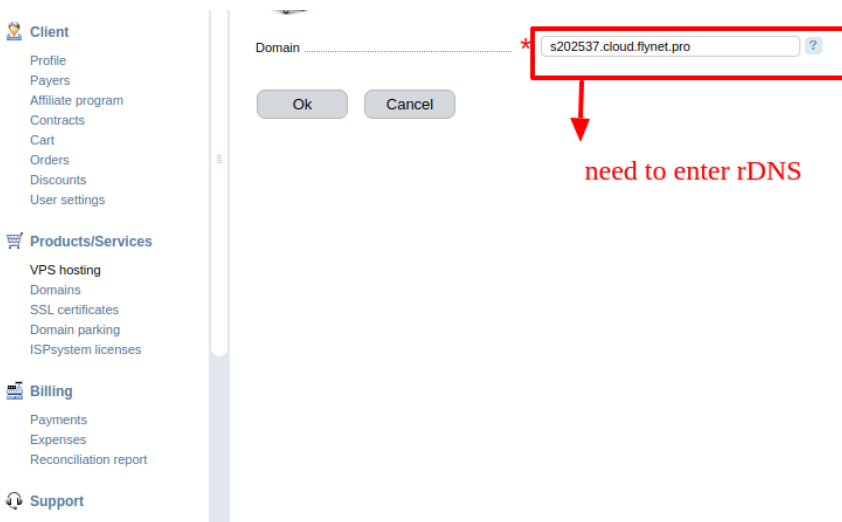 Client
Profile
Payers
Affiliate program
Contracts
Cart
Orders
Discounts
User settings
Products/Services
VPS hosting
Domains
SSL certificates
Domain parking
ISPsystem licenses
Billing
Payments
Expenses
Reconciliation report
Support
Domain * s202537.cloud.flynet.pro ?
Ok Cancel
need to enter rDNS